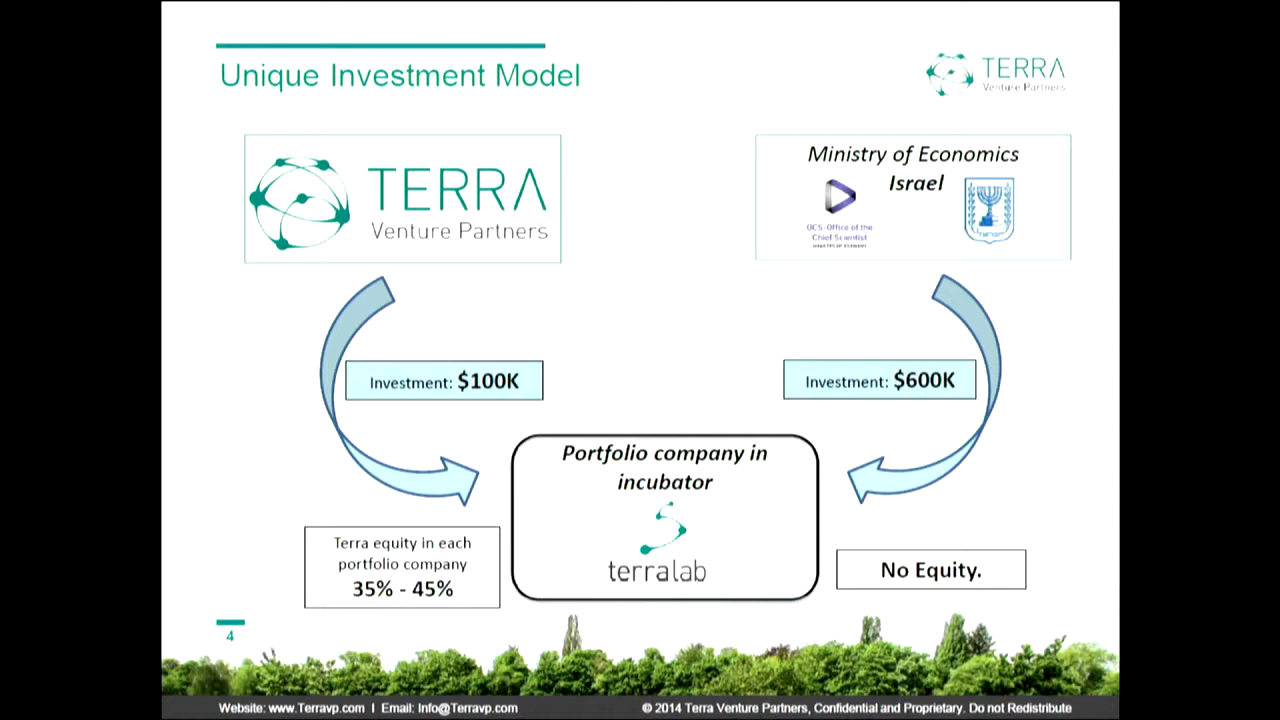 Unique Investment Model
TERRA
Venture Partners
TERRA
Venture Partners
Ministry of Economics
Israel
OCS-Office of the
Chief Scientist
MINISTRY OF ECONOMY
Investment: $100K
Investment: $600K
Portfolio company in
incubator
terralab
Terra equity in each
portfolio company
35% - 45%
No Equity.
4
Website: www.Terravp.com I Email: Info@Terravp.com
© 2014 Terra Venture Partners, Confidential and Proprietary. Do not Redistribute